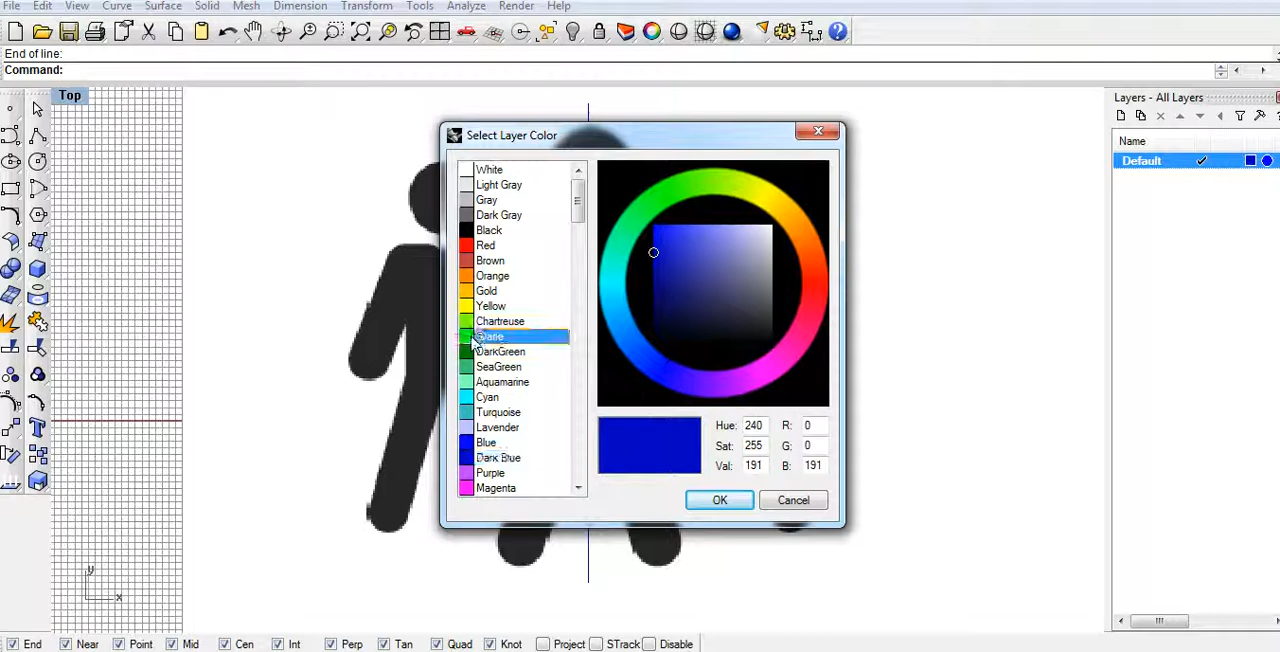 File Edit View Curve Surface Solid Mesh Dimension Transform Tools Analyze Render Help
End of line:
Command:
Top
Layers - All Layers
Name
Default
Select Layer Color
White
Light Gray
Gray
Dark Gray
Black
Red
Brown
Orange
Gold
Yellow
Chartreuse
DarkGreen
SeaGreen
Aquamarine
Cyan
Turquoise
Lavender
Blue
Dark Blue
Purple
Magenta
Hue: 240 R: 0
Sat: 255 G: 0
Val: 191 B: 191
OK Cancel
y
x
End Near Point Mid Cen Int Perp Tan Quad Knot Project STrack Disable